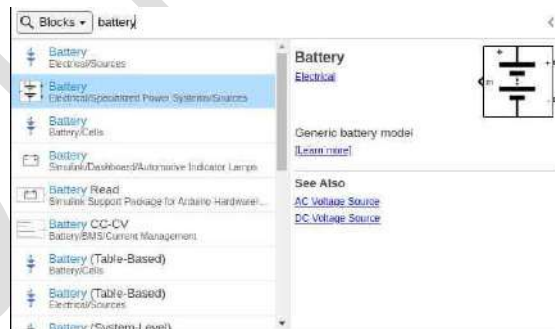 Blocks battery
Battery
Electrical/Sources
Battery
Electrical/Specialized Power Systems/Sources
Battery
Battery/Cells
Battery
Simulink/Dashboard/Automotive Indicator Lamps
Battery Read
Simulink Support Package for Arduino Hardware/...
Battery CC-CV
Battery/BMS/Current Management
Battery (Table-Based)
Battery/Cells
Battery (Table-Based)
Electrical/Sources
Battery (System-Level)
Battery
Electrical
+
m
Generic battery model
[Learn more]
See Also
AC Voltage Source
DC Voltage Source